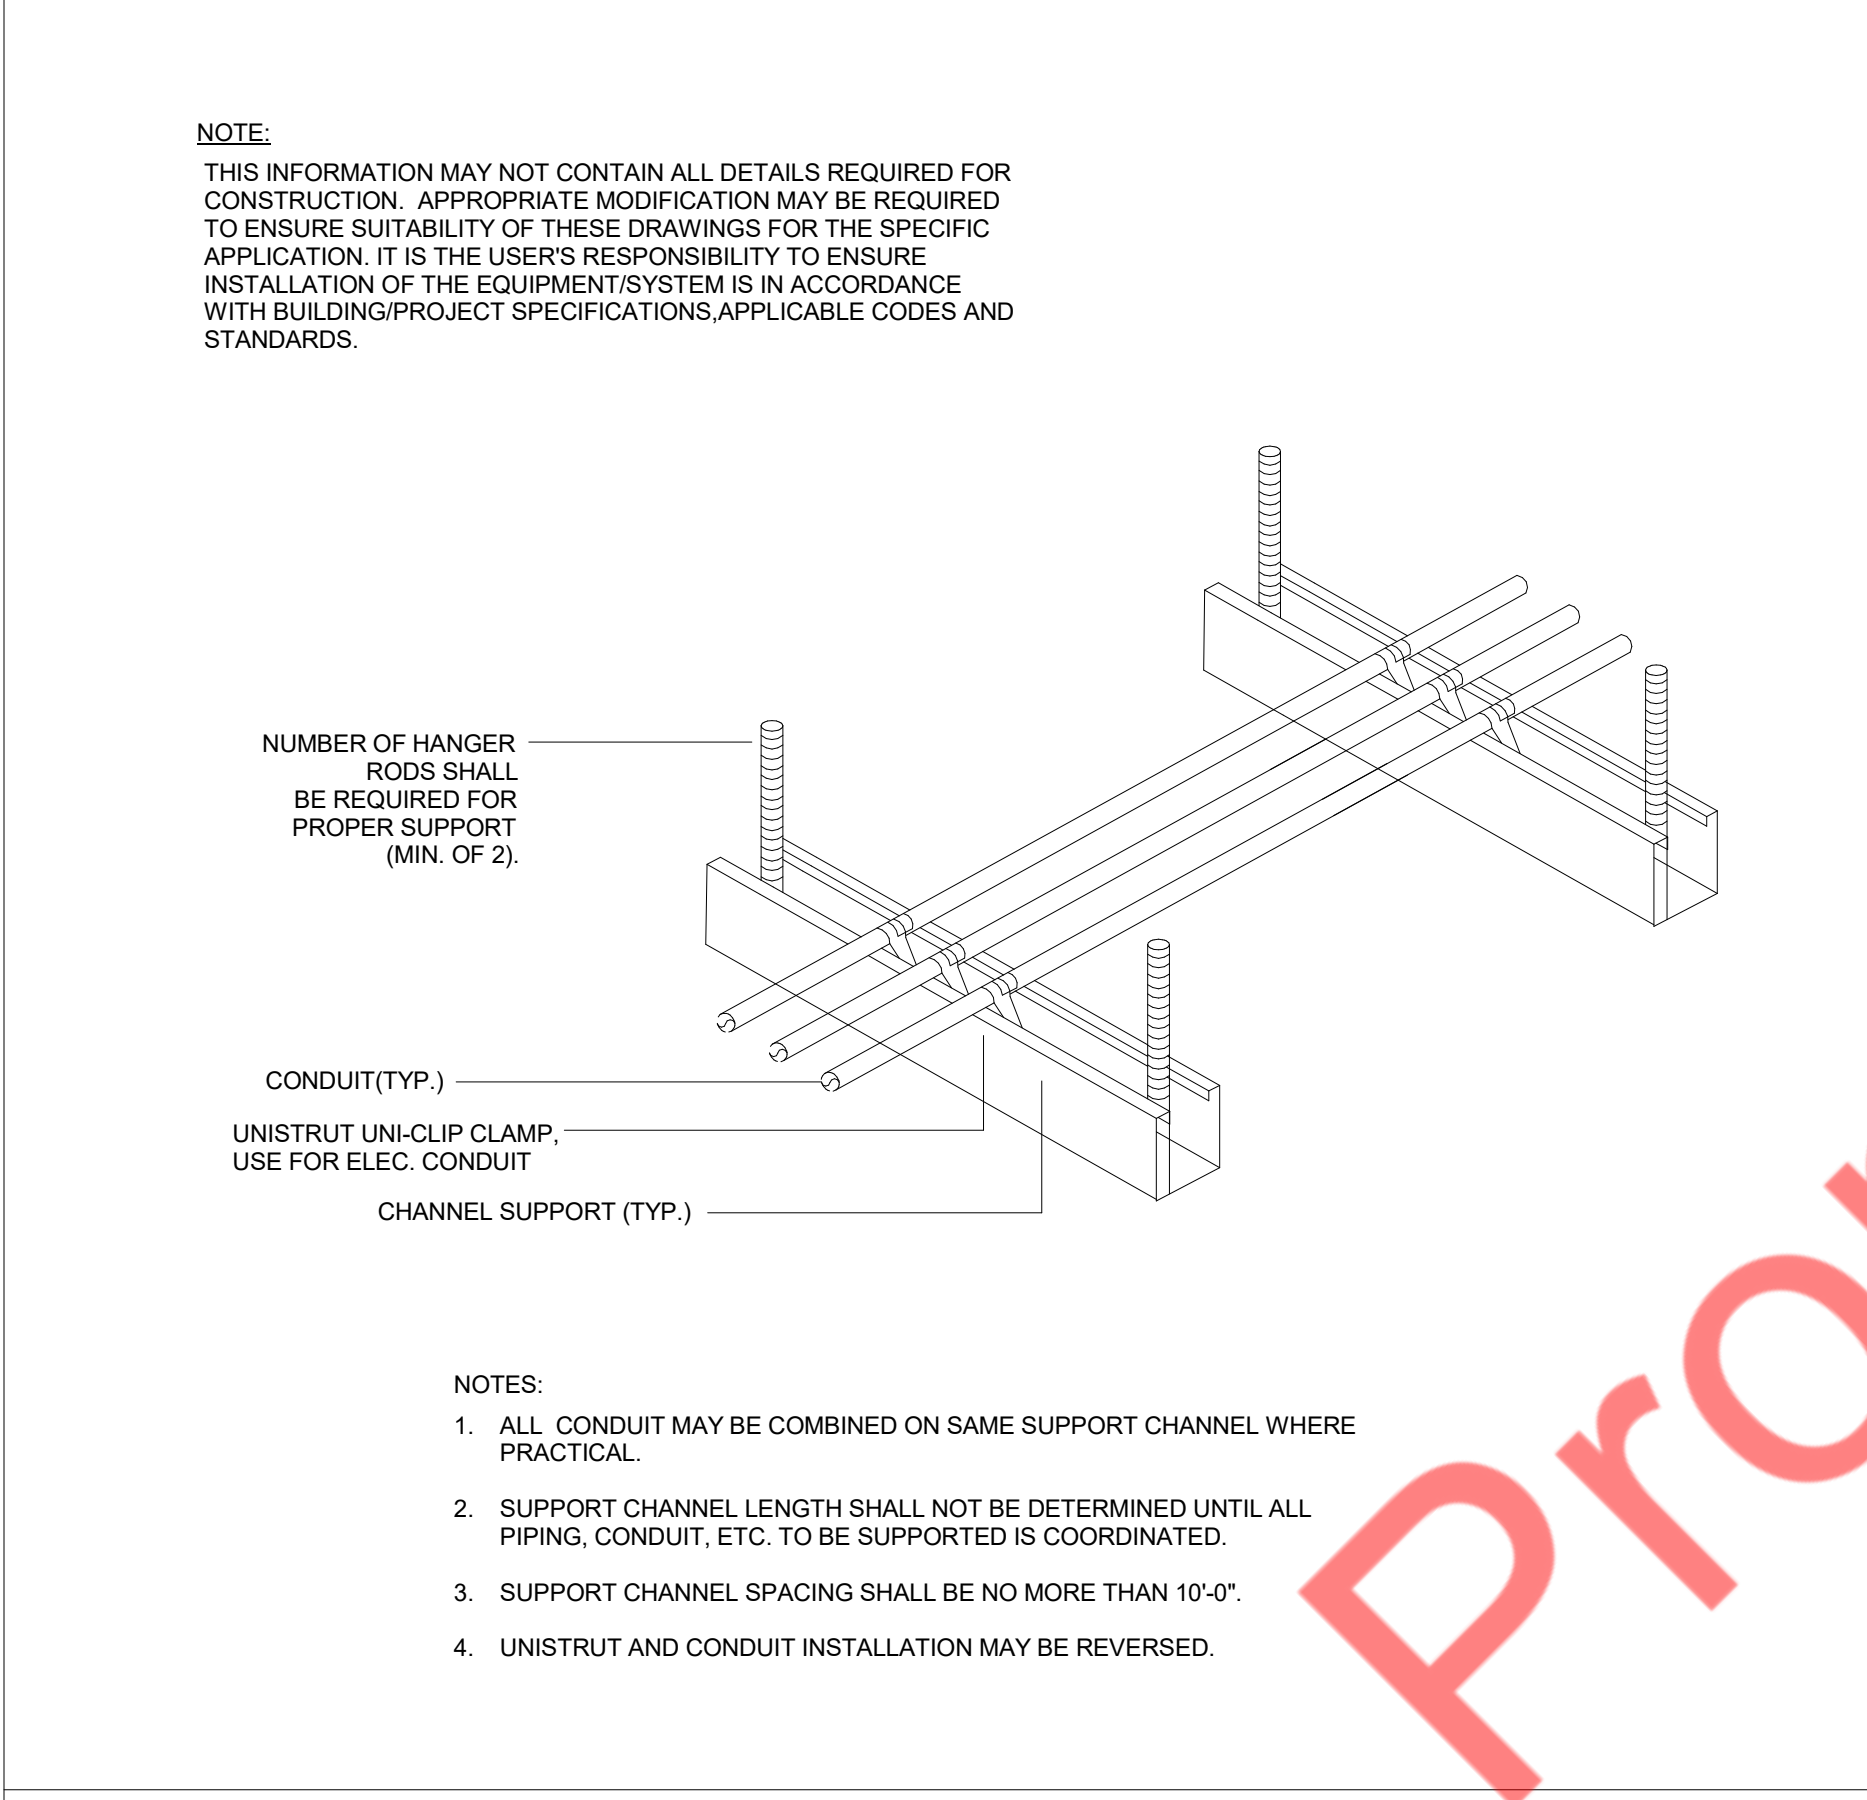 NOTE:
THIS INFORMATION MAY NOT CONTAIN ALL DETAILS REQUIRED FOR
CONSTRUCTION.  APPROPRIATE MODIFICATION MAY BE REQUIRED
TO ENSURE SUITABILITY OF THESE DRAWINGS FOR THE SPECIFIC
APPLICATION. IT IS THE USER'S RESPONSIBILITY TO ENSURE
INSTALLATION OF THE EQUIPMENT/SYSTEM IS IN ACCORDANCE
WITH BUILDING/PROJECT SPECIFICATIONS,APPLICABLE CODES AND
STANDARDS.
NUMBER OF HANGER
RODS SHALL
BE REQUIRED FOR
PROPER SUPPORT
(MIN. OF 2).
CONDUIT(TYP.)
UNISTRUT UNI-CLIP CLAMP,
USE FOR ELEC. CONDUIT
CHANNEL SUPPORT (TYP.)
NOTES:
1. ALL  CONDUIT MAY BE COMBINED ON SAME SUPPORT CHANNEL WHERE
PRACTICAL.
2. SUPPORT CHANNEL LENGTH SHALL NOT BE DETERMINED UNTIL ALL
PIPING, CONDUIT, ETC. TO BE SUPPORTED IS COORDINATED.
3. SUPPORT CHANNEL SPACING SHALL BE NO MORE THAN 10'-0".
4. UNISTRUT AND CONDUIT INSTALLATION MAY BE REVERSED.
Pro